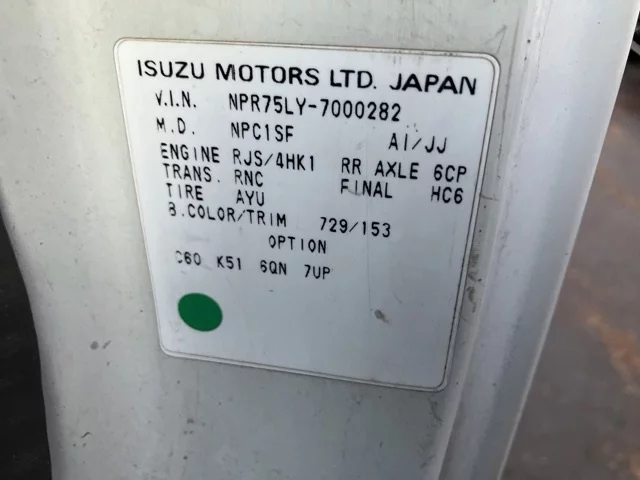 ISUZU MOTORS LTD. JAPAN
V.I.N. NPR75LY-7000282
M.D. NPC1SF AI/JJ
ENGINE RJS/4HK1 RR AXLE 6CP
TRANS. RNC FINAL HC6
TIRE AYU
B.COLOR/TRIM 729/153
OPTION
C60 K51 6QN 7UP